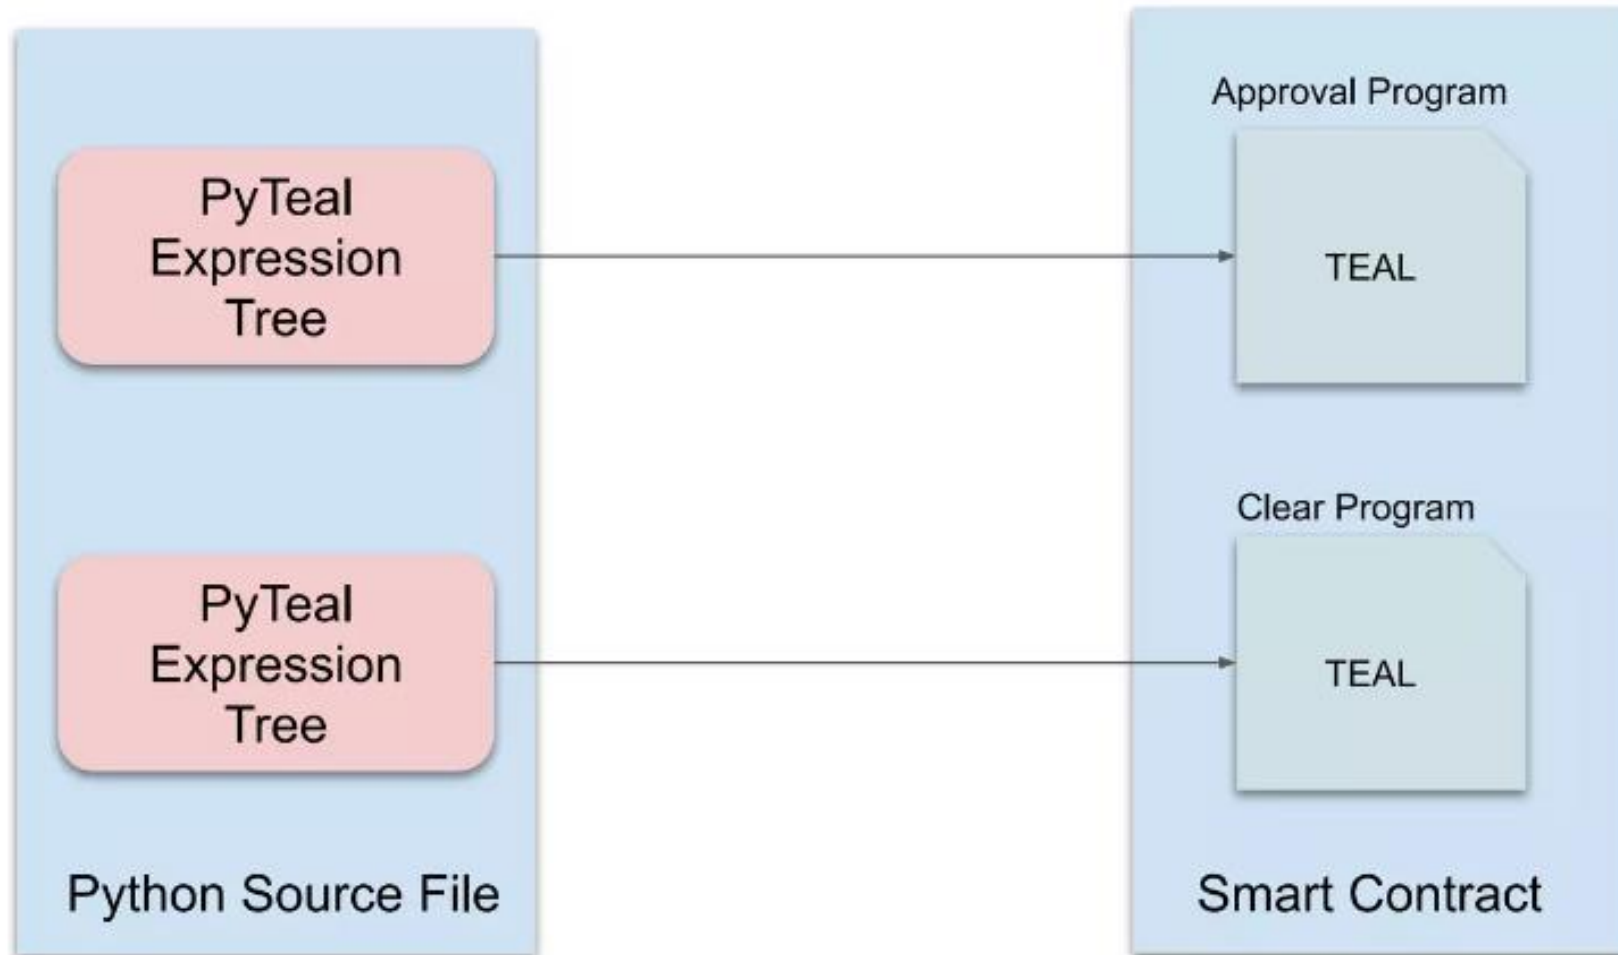 PyTeal
Expression
Tree
PyTeal
Expression
Tree
Python Source File
Approval Program
TEAL
Clear Program
TEAL
Smart Contract